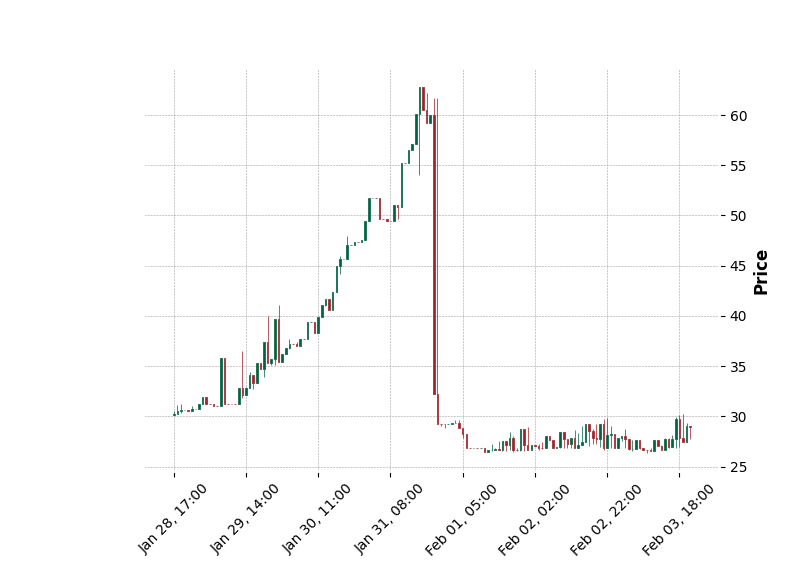 60
55
50
45
40
35
30
25
Price
Jan 28, 17:00
Jan 29, 14:00
Jan 30, 11:00
Jan 31, 08:00
Feb 01, 05:00
Feb 02, 02:00
Feb 02, 22:00
Feb 03, 18:00